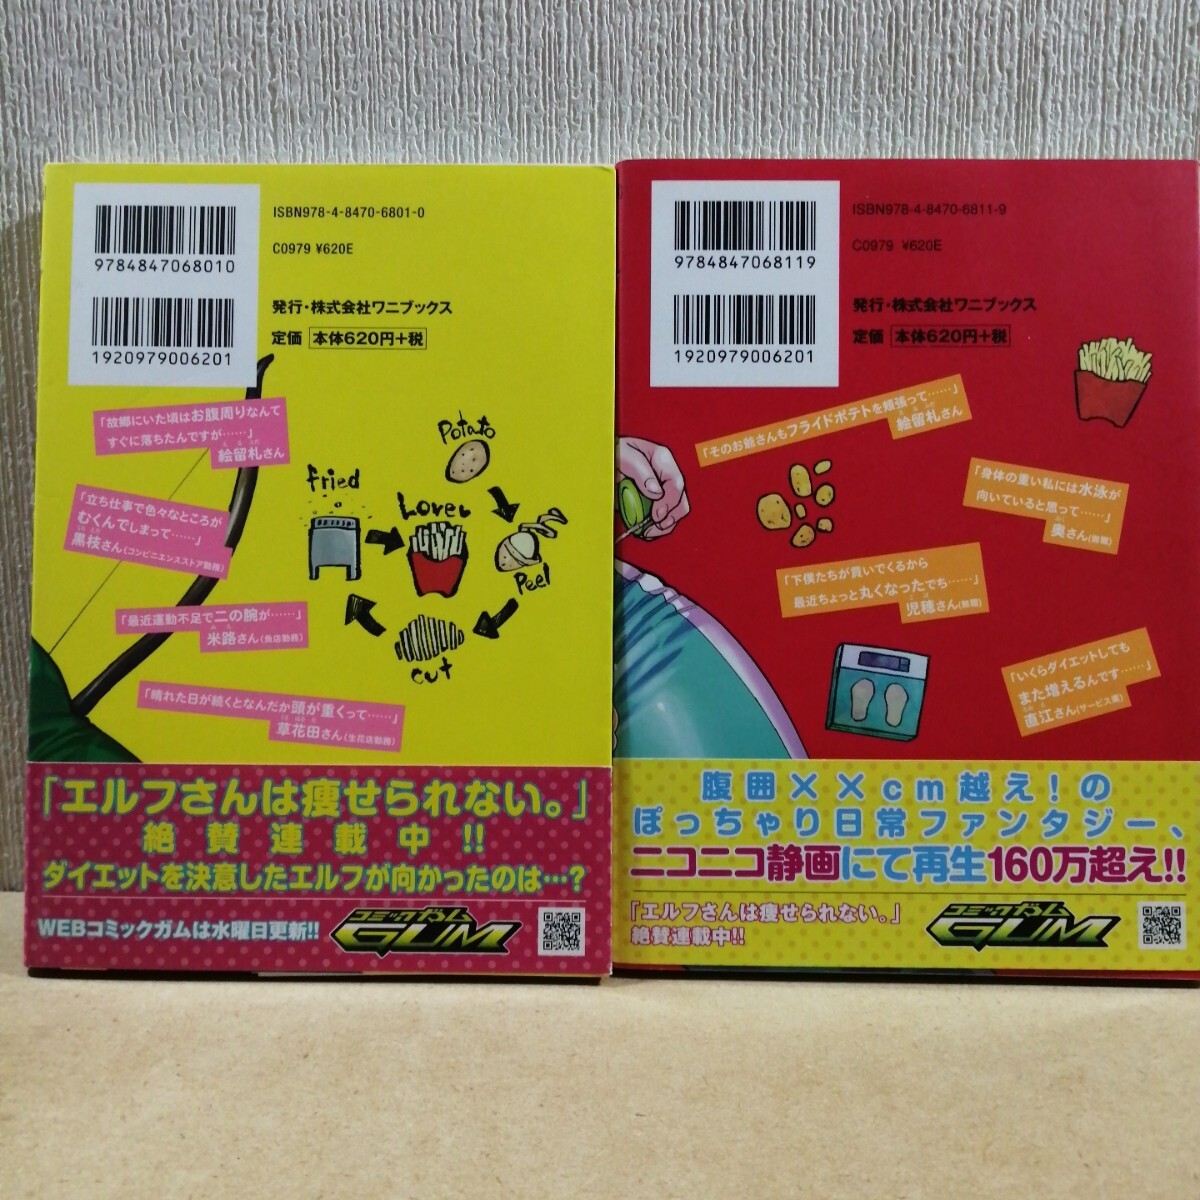 ISBN978-4-8470-6801-0
9784847068010
C0979 ¥620E
発行・株式会社ワニブックス
定価 本体620円+税
1920979006201
「故郷にいた頃はお腹周りなんて
すぐに落ちたんですが……」
絵留札さん
「立ち仕事で色々なところが
むくんでしまって……」
黒枝さん(コンビニエンスストア勤務)
「最近運動不足で二の腕が……」
米路さん(魚店勤務)
「晴れた日が続くとなんだか頭が重くって……」
草花田さん(生花店勤務)
Potato
fried
Love
Peel
cut
「エルフさんは痩せられない。」
絶賛連載中!!
ダイエットを決意したエルフが向かったのは…?
WEBコミックガムは水曜日更新!!
コミックガム
GUM
ISBN978-4-8470-6811-9
9784847068119
C0979 ¥620E
発行・株式会社ワニブックス
定価 本体620円+税
1920979006201
「そのお爺さんもフライドポテトを頬張って……」
絵留札さん
「身体の重い私には水泳が
向いていると思って……」
奥さん(無職)
「下僕たちが貢いでくるから
最近ちょっと丸くなったでち……」
児穂さん(無職)
「いくらダイエットしても
また増えるんです……」
直江さん(サービス業)
腹囲××cm越え!の
ぽっちゃり日常ファンタジー、
ニコニコ静画にて再生160万超え!!
「エルフさんは痩せられない。」
絶賛連載中!!
コミックガム
GUM